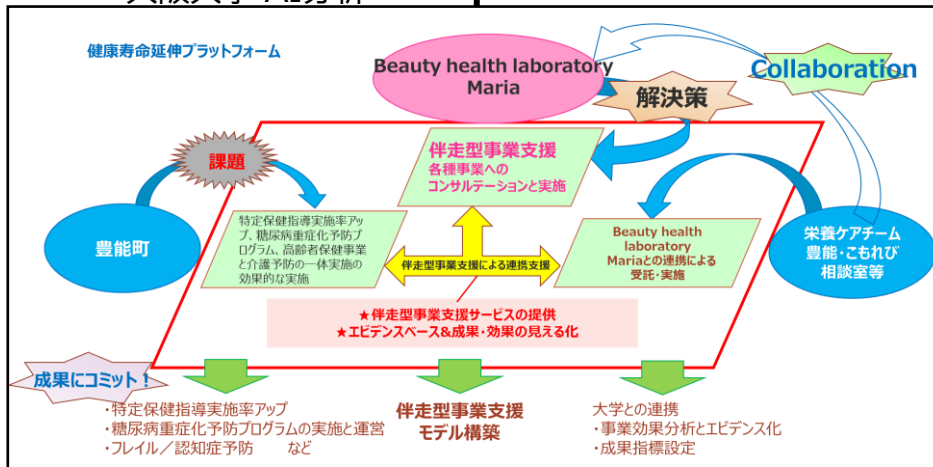 健康寿命延伸プラットフォーム
Beauty health laboratory
Maria
Collaboration
解決策
課題
伴走型事業支援
各種事業への
コンサルテーションと実施
豊能町
特定保健指導実施率アッ
プ、糖尿病重症化予防プ
ログラム、高齢者保健事業
と介護予防の一体実施の
効果的な実施
伴走型事業支援による連携支援
Beauty health
laboratory
Mariaとの連携による
受託・実施
栄養ケアチーム
豊能・こもれび
相談室等
★伴走型事業支援サービスの提供
★エビデンスベース&成果・効果の見える化
成果にコミット!
・特定保健指導実施率アップ
・糖尿病重症化予防プログラムの実施と運営
・フレイル／認知症予防 など
伴走型事業支援
モデル構築
大学との連携
・事業効果分析とエビデンス化
・成果指標設定